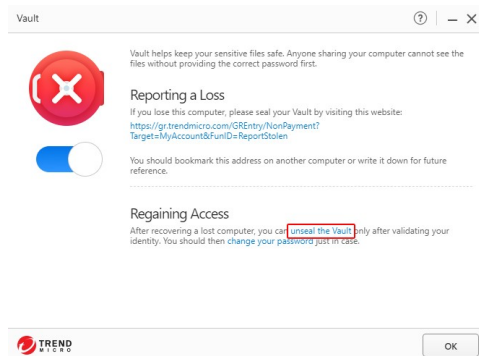 Vault
Vault helps keep your sensitive files safe. Anyone sharing your computer cannot see the
files without providing the correct password first.
Reporting a Loss
If you lose this computer, please seal your Vault by visiting this website:
https://gr.trendmicro.com/GREntry/NonPayment?
Target=MyAccount&FunID=ReportStolen
You should bookmark this address on another computer or write it down for future
reference.
Regaining Access
After recovering a lost computer, you can unseal the Vault only after validating your
identity. You should then change your password just in case.
TREND
MICRO
OK